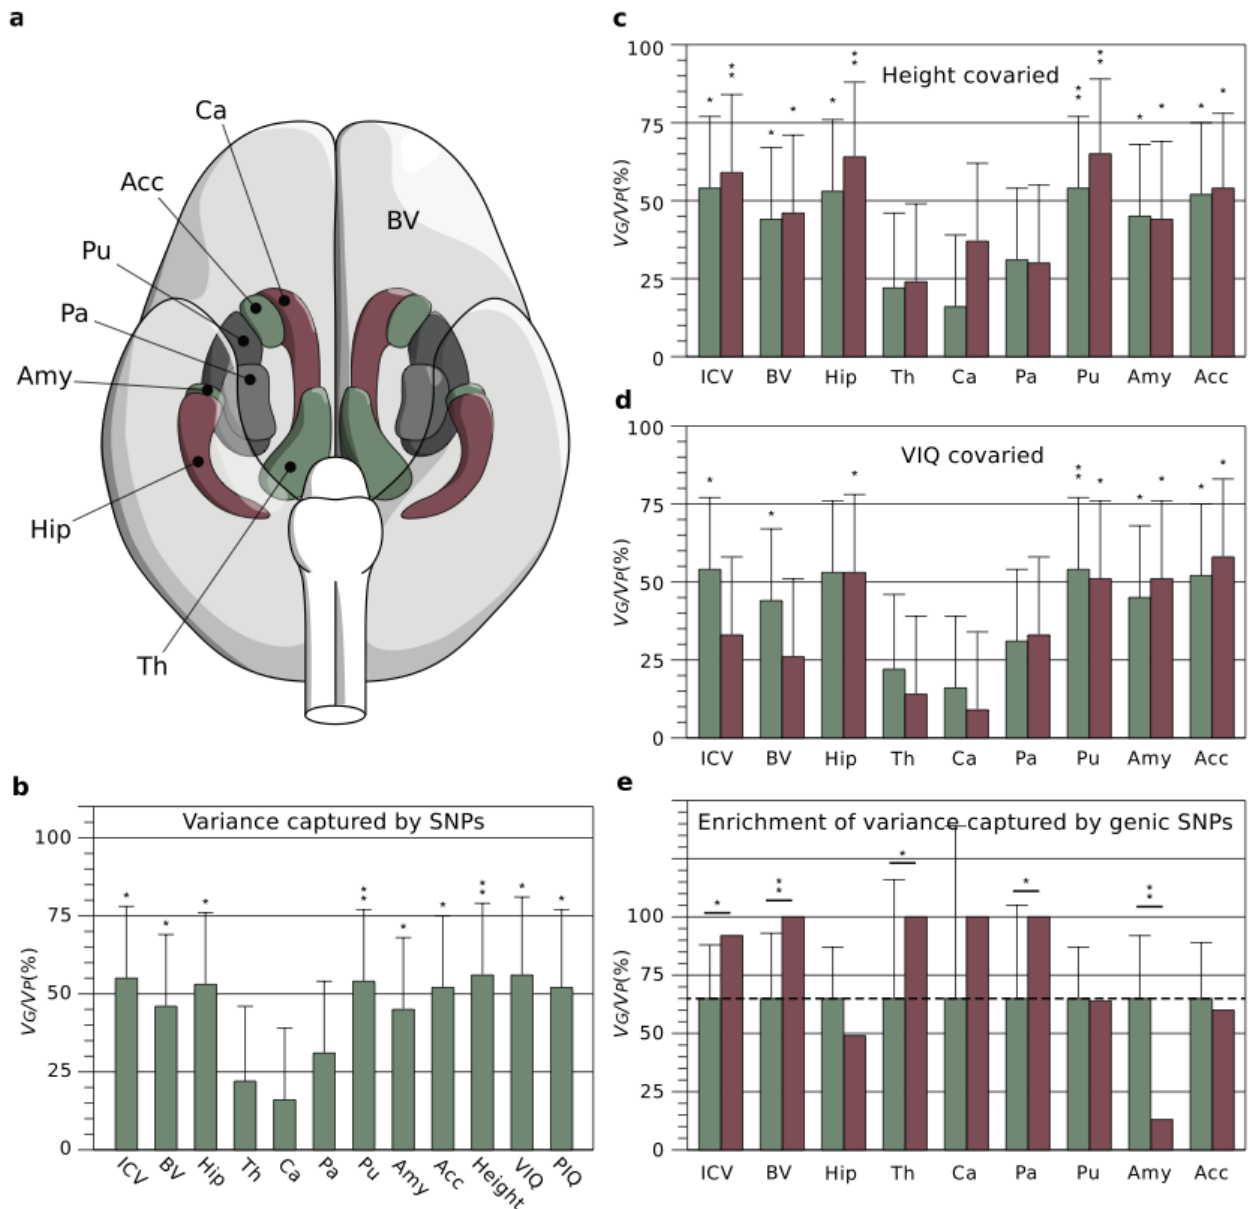 a
Ca
Acc
BV
Pu
Pa
Amy
Hip
Th
b
Variance captured by SNPs
VG/VP(%)
100
75
50
25
0
ICV BV Hip Th Ca Pa Pu Amy Acc Height VIQ PIQ
* * * ** * * ** * *
c
Height covaried
VG/VP(%)
100
75
50
25
0
* ** * * * ** ** ** * * * *
ICV BV Hip Th Ca Pa Pu Amy Acc
d
VIQ covaried
VG/VP(%)
100
75
50
25
0
* * * ** * * * * *
ICV BV Hip Th Ca Pa Pu Amy Acc
e
Enrichment of variance captured by genic SNPs
VG/VP(%)
100
75
50
25
0
* ** * * **
ICV BV Hip Th Ca Pa Pu Amy Acc